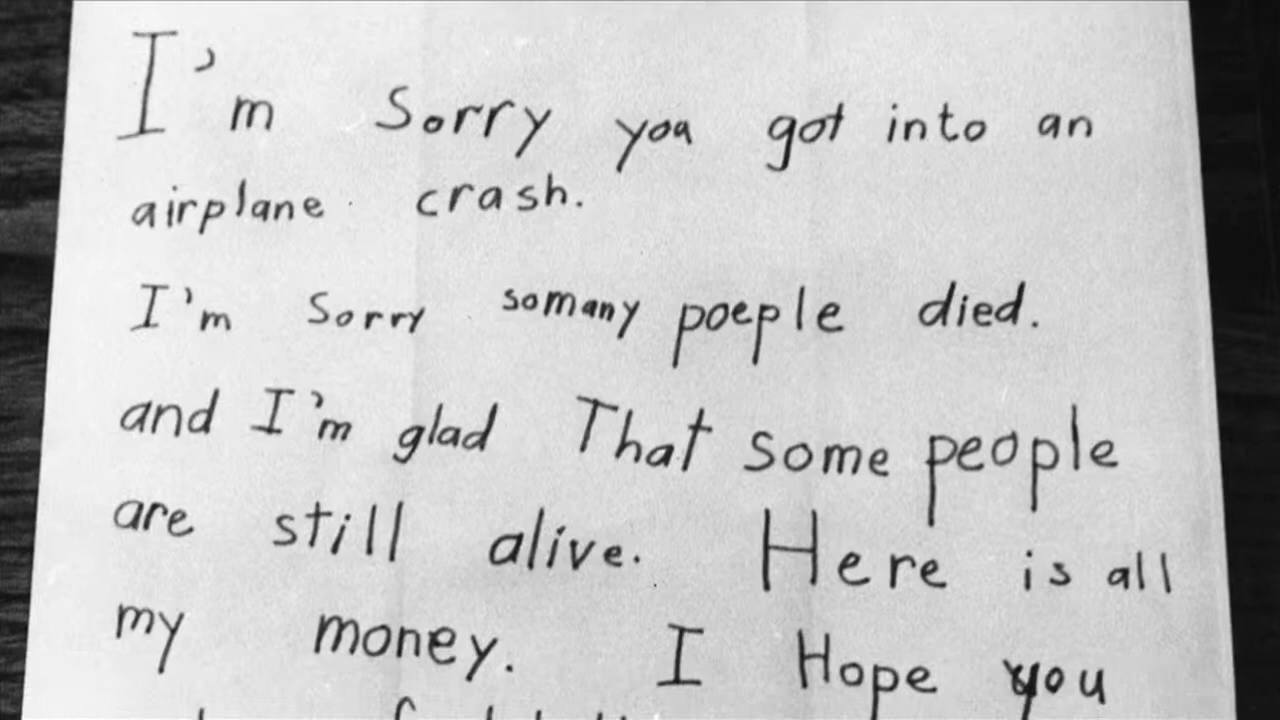 I'm Sorry you got into an
airplane crash.
I'm Sorry somany poeple died.
and I'm glad That some people
are still alive. Here is all
my money. I Hope you